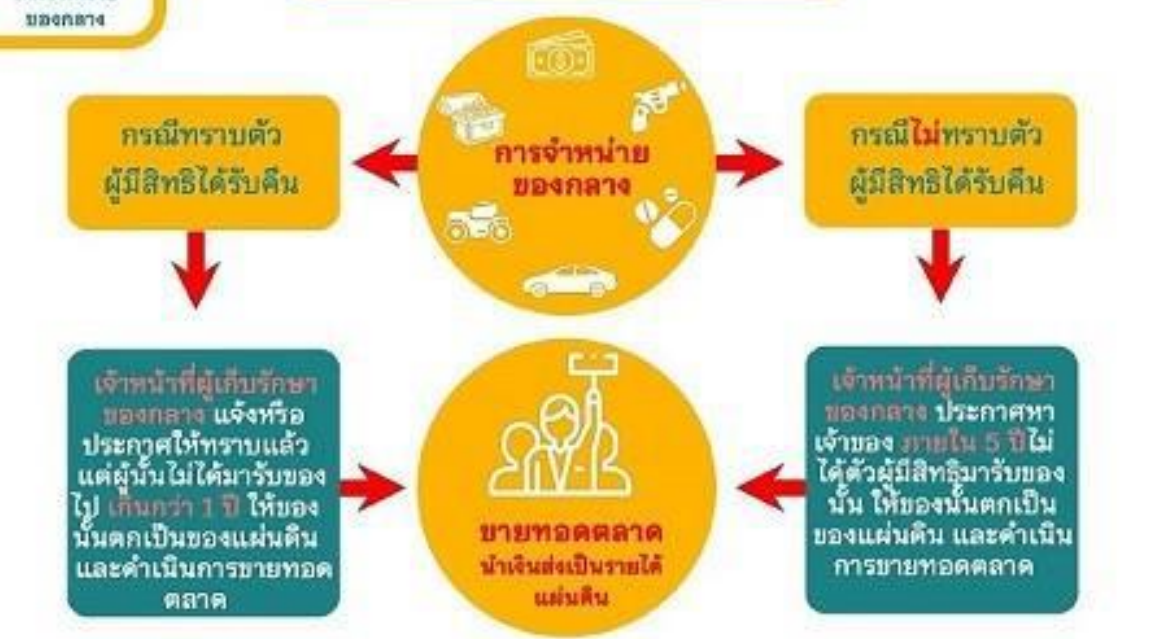 ของกลาง
การจำหน่าย
ของกลาง
กรณีทราบตัว
ผู้มีสิทธิได้รับคืน
กรณีไม่ทราบตัว
ผู้มีสิทธิได้รับคืน
เจ้าหน้าที่ผู้เก็บรักษา
ของกลาง แจ้งหรือ
ประกาศให้ทราบแล้ว
แต่ผู้นั้นไม่ได้มารับของ
ไป เกินกว่า 1 ปี ให้ของ
นั้นตกเป็นของแผ่นดิน
และดำเนินการขายทอด
ตลาด
เจ้าหน้าที่ผู้เก็บรักษา
ของกลาง ประกาศหา
เจ้าของ ภายใน 5 ปีไม่
ได้ตัวผู้มีสิทธิมารับของ
นั้น ให้ของนั้นตกเป็น
ของแผ่นดิน และดำเนิน
การขายทอดตลาด
ขายทอดตลาด
นำเงินส่งเป็นรายได้
แผ่นดิน